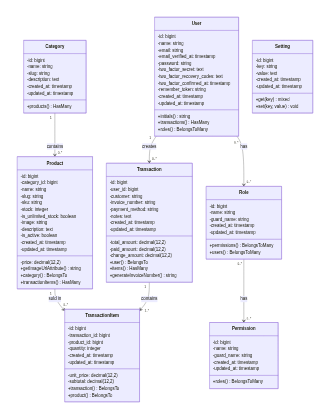 User
-id: bigint
-name: string
-email: string
-email_verified_at: timestamp
-password: string
-two_factor_secret: text
-two_factor_recovery_codes: text
-two_factor_confirmed_at: timestamp
-remember_token: string
-created_at: timestamp
-updated_at: timestamp
+initials() : string
+transactions() : HasMany
+roles() : BelongsToMany
Category
-id: bigint
-name: string
-slug: string
-description: text
-created_at: timestamp
-updated_at: timestamp
+products() : HasMany
Setting
-id: bigint
-key: string
-value: text
-created_at: timestamp
-updated_at: timestamp
+get(key) : mixed
+set(key, value) : void
1
contains
0..*
1
creates
0..*
has
Product
-id: bigint
-category_id: bigint
-name: string
-slug: string
-sku: string
-stock: integer
-is_unlimited_stock: boolean
-image: string
-description: text
-is_active: boolean
-created_at: timestamp
-updated_at: timestamp
-price: decimal(12,2)
+getImageUrlAttribute() : string
+category() : BelongsTo
+transactionItems() : HasMany
Transaction
-id: bigint
-user_id: bigint
-customer: string
-invoice_number: string
-payment_method: string
-notes: text
-created_at: timestamp
-updated_at: timestamp
-total_amount: decimal(12,2)
-paid_amount: decimal(12,2)
-change_amount: decimal(12,2)
+user() : BelongsTo
+items() : HasMany
+generateInvoiceNumber() : string
Role
-id: bigint
-name: string
-guard_name: string
-created_at: timestamp
-updated_at: timestamp
+permissions() : BelongsToMany
+users() : BelongsToMany
sold in
1
contains
1..*
has
TransactionItem
-id: bigint
-transaction_id: bigint
-product_id: bigint
-quantity: integer
-created_at: timestamp
-updated_at: timestamp
-unit_price: decimal(12,2)
-subtotal: decimal(12,2)
+transaction() : BelongsTo
+product() : BelongsTo
Permission
-id: bigint
-name: string
-guard_name: string
-created_at: timestamp
-updated_at: timestamp
+roles() : BelongsToMany